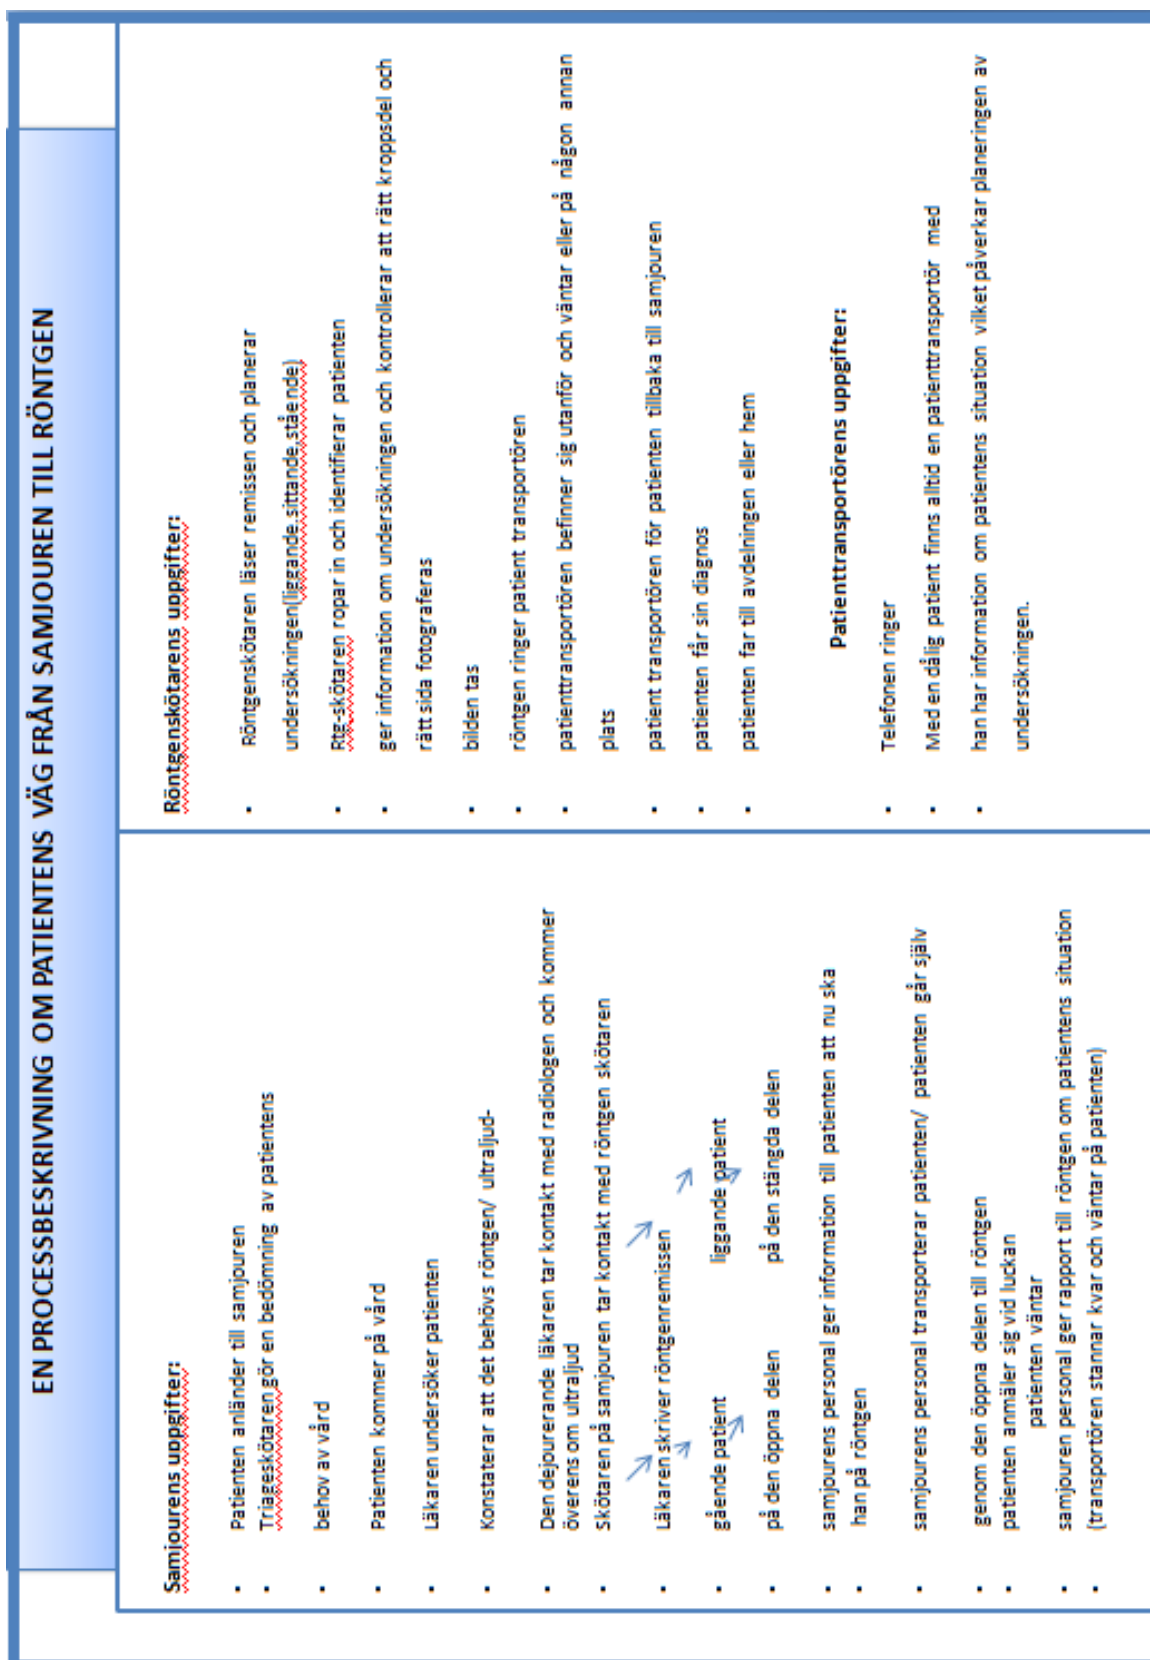 EN PROCESSBESKRIVNING OM PATIENTENS VÄG FRÅN SAMJOUREN TILL RÖNTGEN
Samjourens uppgifter:
▪ Patienten anländer till samjouren
▪ Triageskötaren gör en bedömning av patientens
▪ behov av vård
▪ Patienten kommer på vård
▪ Läkaren undersöker patienten
▪ Konstaterar att det behövs röntgen/ ultraljud-
▪ Den dejourerande läkaren tar kontakt med radiologen och kommer
överens om ultraljud
▪ Skötaren på samjouren tar kontakt med röntgen skötaren
▪ Läkaren skriver röntgenremissen
▪ gående patient liggande patient
▪ på den öppna delen på den stängda delen
▪ samjourens personal ger information till patienten att nu ska
▪ han på röntgen
▪ samjourens personal transporterar patienten/ patienten går själv
▪ genom den öppna delen till röntgen
▪ patienten anmäler sig vid luckan
patienten väntar
▪ samjouren personal ger rapport till röntgen om patientens situation
▪ (transportören stannar kvar och väntar på patienten)
Röntgenskötarens uppgifter:
▪ Röntgenskötaren läser remissen och planerar
undersökningen(liggande,sittande,stående)
▪ Rtg-skötaren ropar in och identifierar patienten
▪ ger information om undersökningen och kontrollerar att rätt kroppsdel och
rätt sida fotograferas
▪ bilden tas
▪ röntgen ringer patient transportören
▪ patienttransportören befinner sig utanför och väntar eller på någon annan
plats
▪ patient transportören för patienten tillbaka till samjouren
▪ patienten får sin diagnos
▪ patienten far till avdelningen eller hem
Patienttransportörens uppgifter:
▪ Telefonen ringer
▪ Med en dålig patient finns alltid en patienttransportör med
▪ han har information om patientens situation vilket påverkar planeringen av
undersökningen.